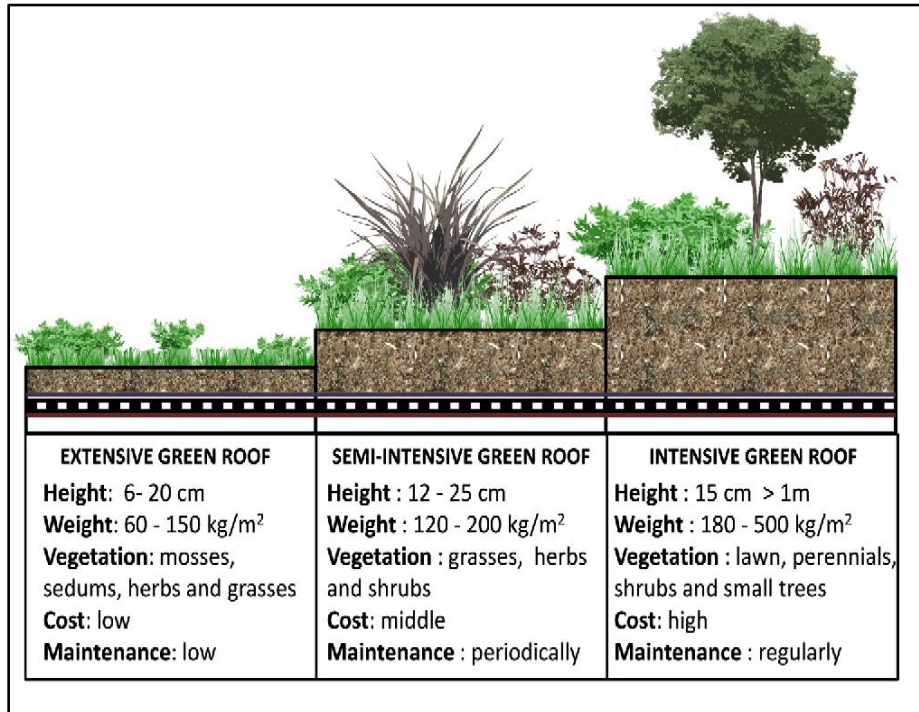 EXTENSIVE GREEN ROOF
Height: 6- 20 cm
Weight: 60 - 150 kg/m²
Vegetation: mosses,
sedums, herbs and grasses
Cost: low
Maintenance: low
SEMI-INTENSIVE GREEN ROOF
Height : 12 - 25 cm
Weight : 120 - 200 kg/m²
Vegetation : grasses, herbs
and shrubs
Cost: middle
Maintenance : periodically
INTENSIVE GREEN ROOF
Height : 15 cm > 1m
Weight : 180 - 500 kg/m²
Vegetation : lawn, perennials,
shrubs and small trees
Cost: high
Maintenance : regularly